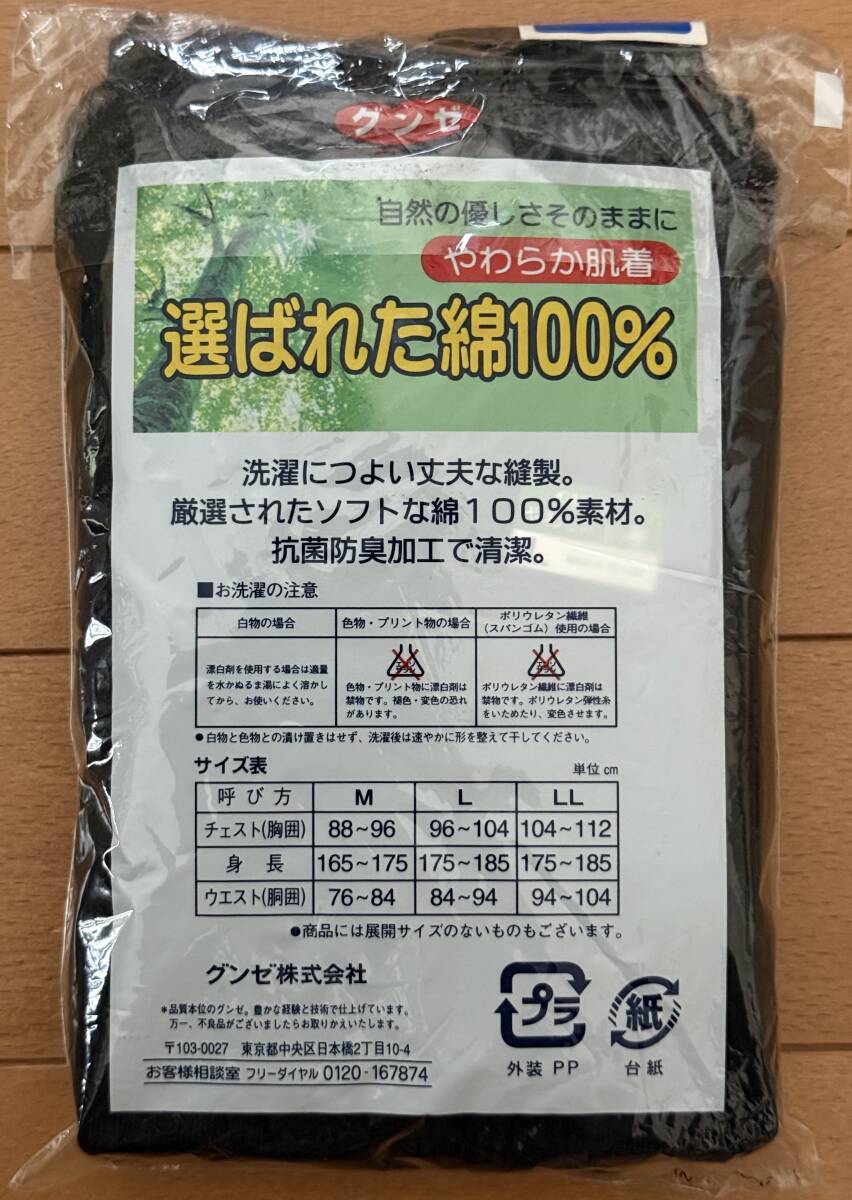 グンゼ
自然の優しさそのままに
やわらか肌着
選ばれた綿100%
洗濯につよい丈夫な縫製。
厳選されたソフトな綿100%素材。
抗菌防臭加工で清潔。
■お洗濯の注意
白物の場合 色物・プリント物の場合 ポリウレタン繊維
(スパンゴム)使用の場合
漂白剤を使用する場合は適量
を水かぬるま湯によく溶かし
てから、お使いください。
色物・プリント物に漂白剤は
禁物です。褪色・変色の恐れ
があります。
ポリウレタン繊維に漂白剤は
禁物です。ポリウレタン弾性糸
をいためたり、変色させます。
●白物と色物との漬け置きはせず、洗濯後は速やかに形を整えて干してください。
サイズ表 単位cm
呼び方 M L LL
チェスト(胸囲) 88~96 96~104 104~112
身長 165~175 175~185 175~185
ウエスト(胴囲) 76~84 84~94 94~104
●商品には展開サイズのないものもございます。
グンゼ株式会社
*品質本位のグンゼ。豊かな経験と技術で仕上げています。
万一、不良品がございましたらお取りかえいたします。
〒103-0027 東京都中央区日本橋2丁目10-4
お客様相談室 フリーダイヤル 0120-167874
プラ
外装 PP
紙
台紙